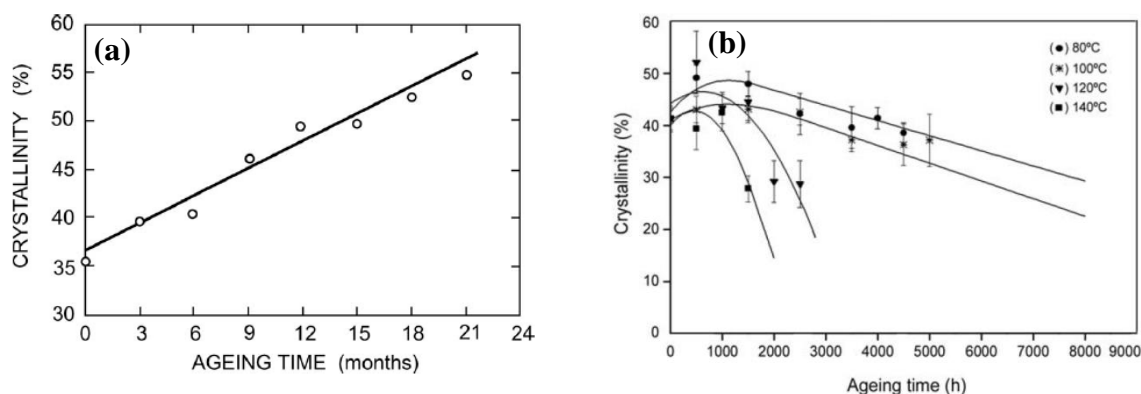 (a)
CRYSTALLINITY (%)
60
55
50
45
40
35
30
0 3 6 9 12 15 18 21 24
AGEING TIME (months)
(b)
(●) 80ºC
(✳) 100ºC
(▼) 120ºC
(■) 140ºC
Crystallinity (%)
60
50
40
30
20
10
0
0 1000 2000 3000 4000 5000 6000 7000 8000 9000
Ageing time (h)